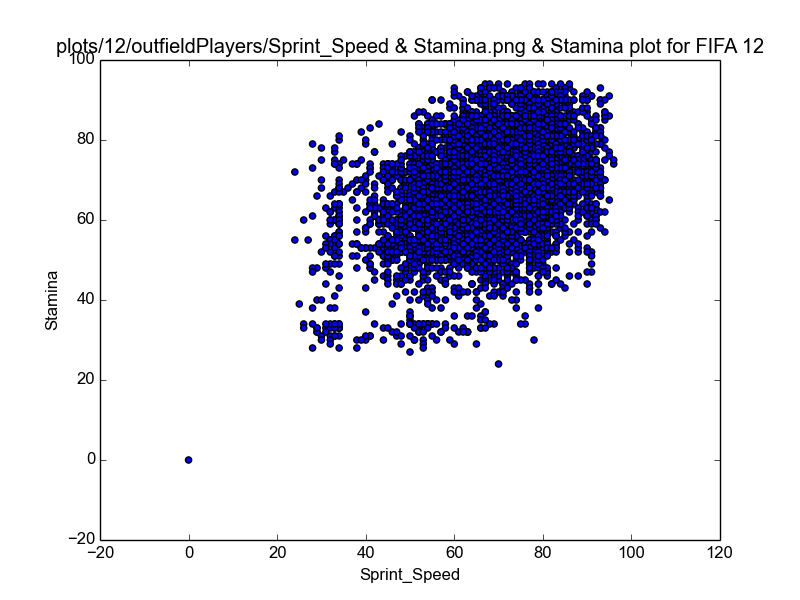 plots/12/outfieldPlayers/Sprint_Speed & Stamina.png & Stamina plot for FIFA 12
100
80
60
40
20
0
−20
Stamina
−20 0 20 40 60 80 100 120
Sprint_Speed